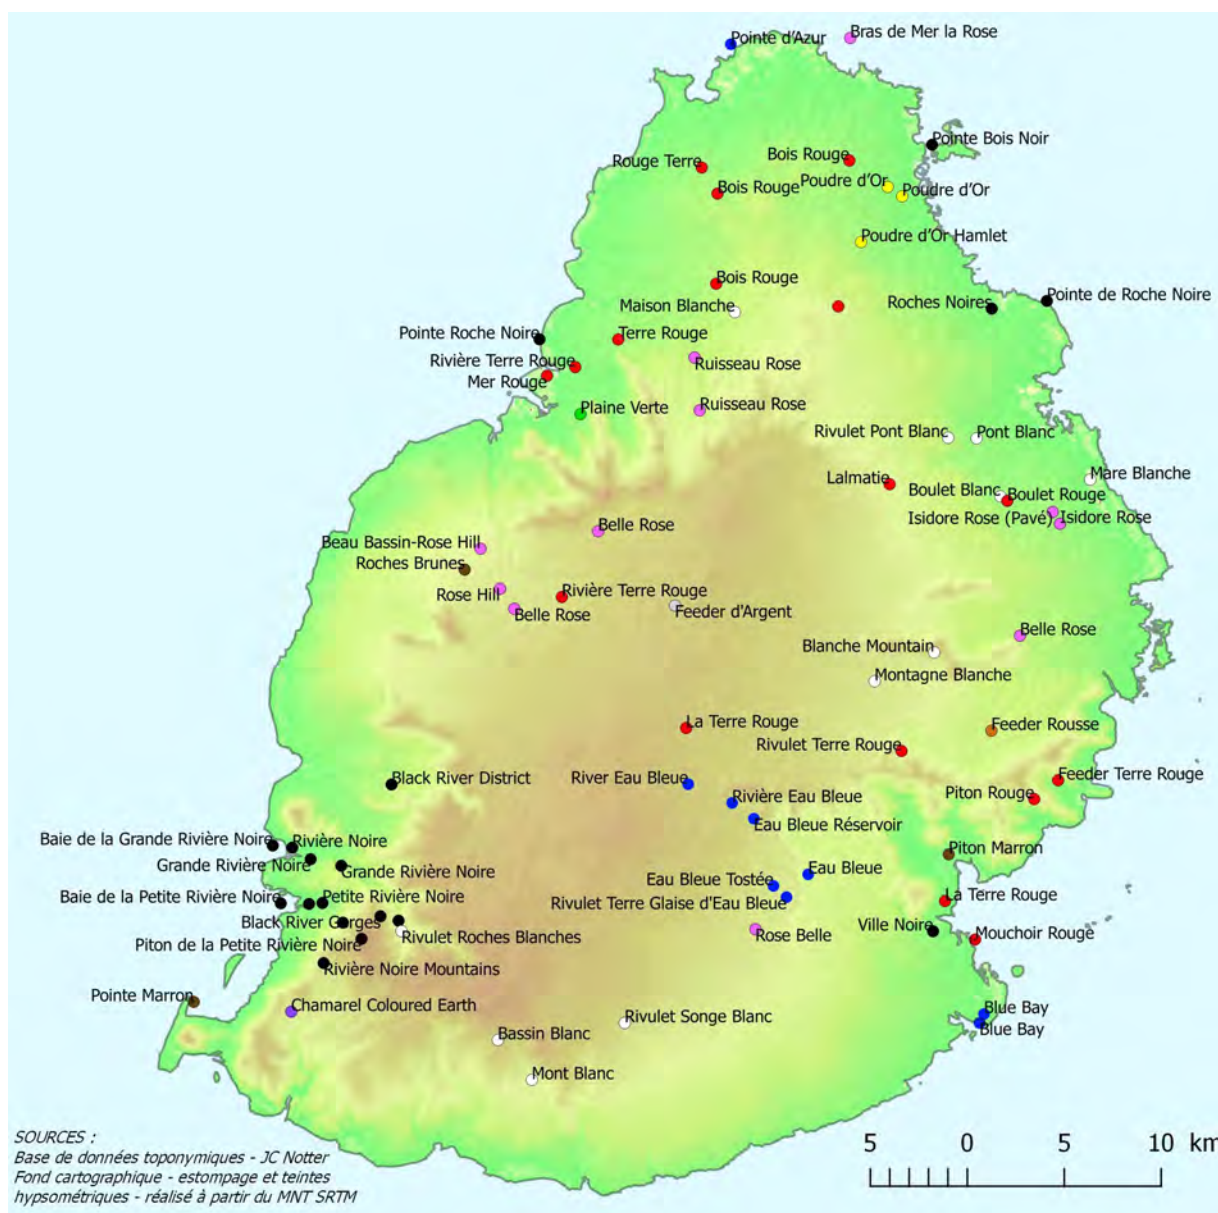 Bras de Mer la Rose
Pointe d'Azur
Pointe Bois Noir
Bois Rouge
Rouge Terre
Poudre d'Or
Bois Rouge
Poudre d'Or
Poudre d'Or Hamlet
Bois Rouge
Pointe de Roche Noire
Roches Noires
Maison Blanche
Pointe Roche Noire
Terre Rouge
Rivière Terre Rouge
Ruisseau Rose
Mer Rouge
Plaine Verte
Ruisseau Rose
Rivulet Pont Blanc
Pont Blanc
Mare Blanche
Lalmatie
Boulet Blanc
Boulet Rouge
Isidore Rose (Pavé)
Isidore Rose
Belle Rose
Beau Bassin-Rose Hill
Roches Brunes
Rivière Terre Rouge
Rose Hill
Feeder d'Argent
Belle Rose
Belle Rose
Blanche Mountain
Montagne Blanche
La Terre Rouge
Feeder Rousse
Rivulet Terre Rouge
Feeder Terre Rouge
Black River District
River Eau Bleue
Piton Rouge
Rivière Eau Bleue
Eau Bleue Réservoir
Baie de la Grande Rivière Noire
Rivière Noire
Piton Marron
Grande Rivière Noire
Grande Rivière Noire
Eau Bleue
Eau Bleue Tostée
Baie de la Petite Rivière Noire
Petite Rivière Noire
La Terre Rouge
Rivulet Terre Glaise d'Eau Bleue
Black River Gorges
Ville Noire
Rivulet Roches Blanches
Rose Belle
Mouchoir Rouge
Piton de la Petite Rivière Noire
Rivière Noire Mountains
Pointe Marron
Chamarel Coloured Earth
Blue Bay
Rivulet Songe Blanc
Blue Bay
Bassin Blanc
Mont Blanc
SOURCES :
Base de données toponymiques - JC Notter
Fond cartographique - estompage et teintes
hypsométriques - réalisé à partir du MNT SRTM
5 0 5 10 km